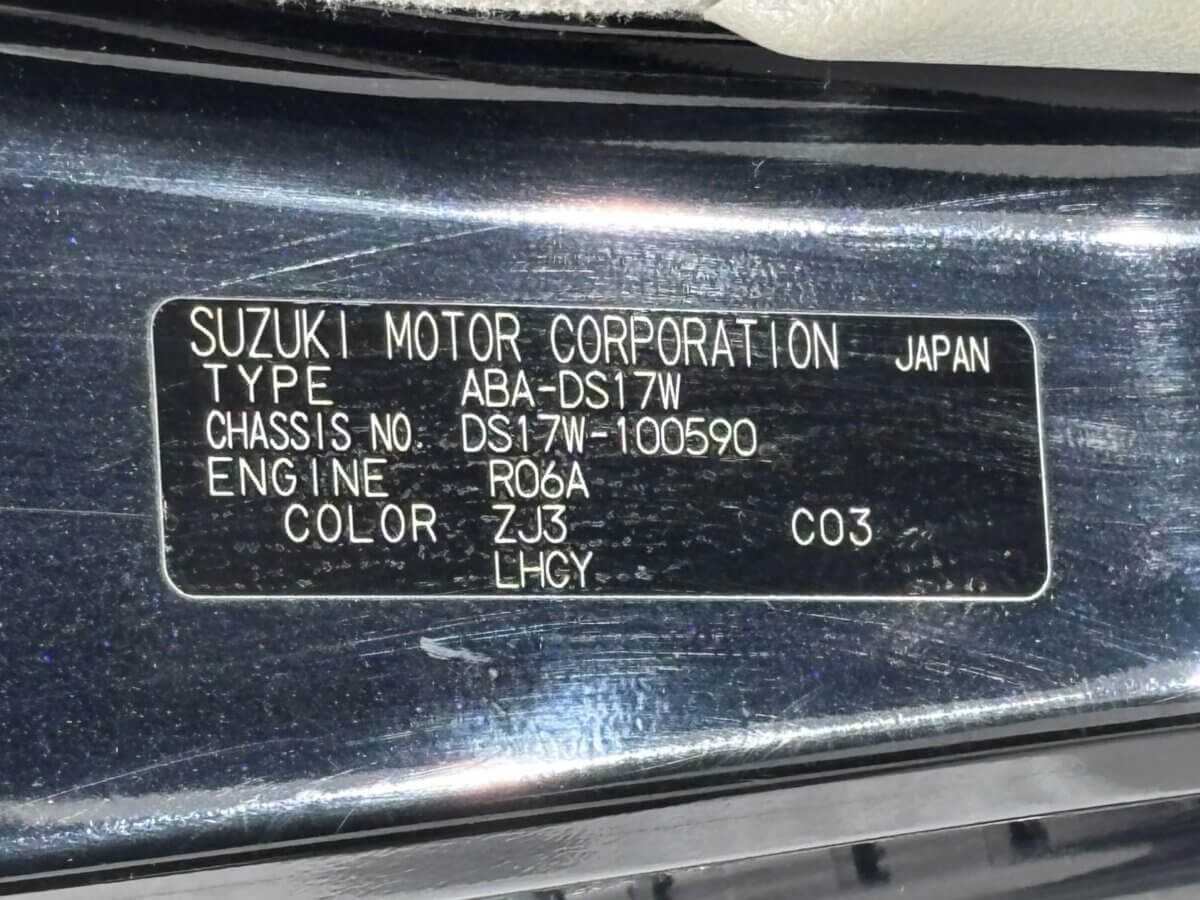 SUZUKI MOTOR CORPORATION JAPAN
TYPE ABA-DS17W
CHASSIS NO. DS17W-100590
ENGINE R06A
COLOR ZJ3 C03
LHGY